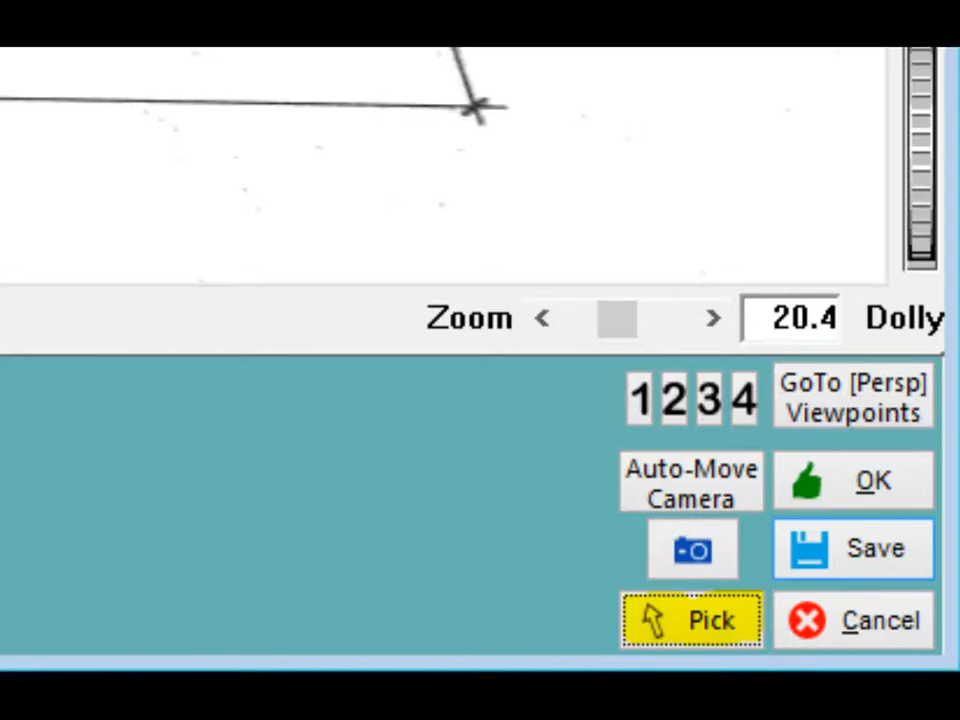 Zoom < > 20.4 Dolly
1 2 3 4
GoTo [Persp]
Viewpoints
Auto-Move
Camera
OK
Save
Pick
Cancel